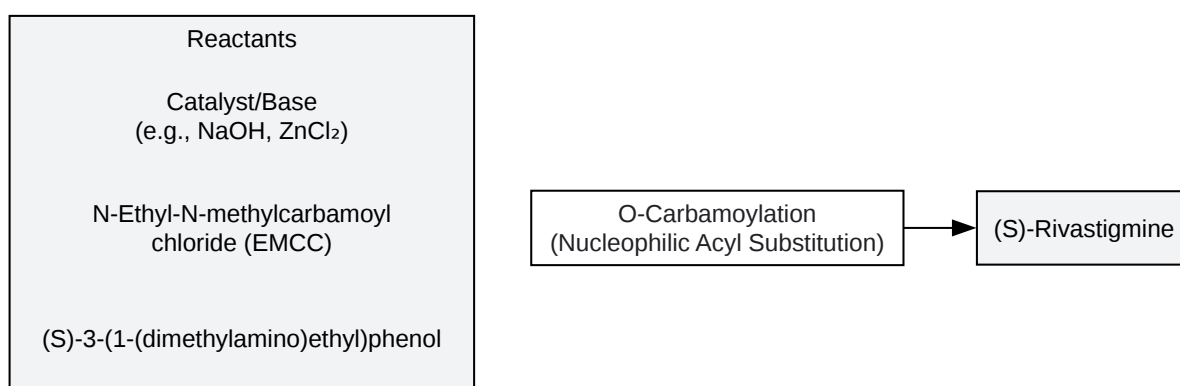 Reactants
Catalyst/Base
(e.g., NaOH, ZnCl₂)
N-Ethyl-N-methylcarbamoyl
chloride (EMCC)
(S)-3-(1-(dimethylamino)ethyl)phenol
O-Carbamoylation
(Nucleophilic Acyl Substitution)
(S)-Rivastigmine